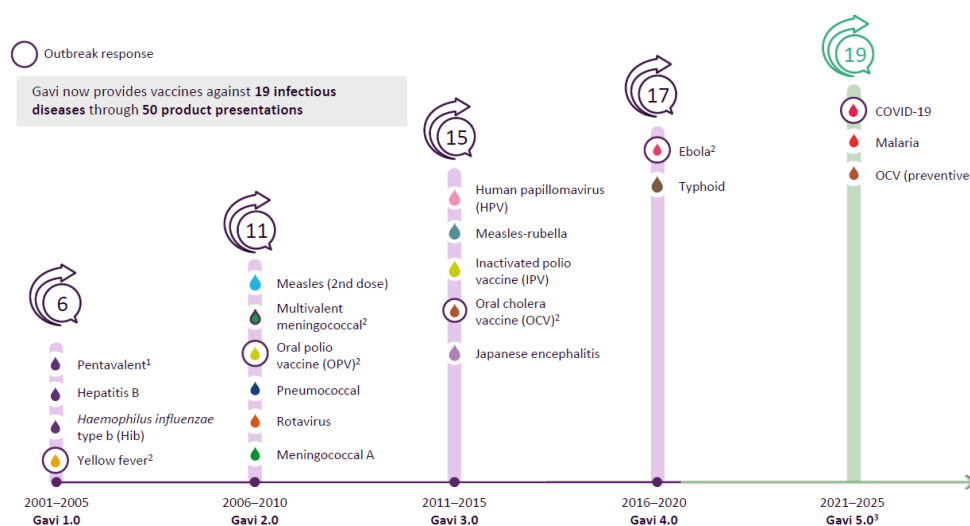 Outbreak response
Gavi now provides vaccines against 19 infectious
diseases through 50 product presentations
6
Pentavalent¹
Hepatitis B
Haemophilus influenzae
type b (Hib)
Yellow fever²
2001–2005
Gavi 1.0
11
Measles (2nd dose)
Multivalent
meningococcal²
Oral polio
vaccine (OPV)²
Pneumococcal
Rotavirus
Meningococcal A
2006–2010
Gavi 2.0
15
Human papillomavirus
(HPV)
Measles-rubella
Inactivated polio
vaccine (IPV)
Oral cholera
vaccine (OCV)²
Japanese encephalitis
2011–2015
Gavi 3.0
17
Ebola²
Typhoid
2016–2020
Gavi 4.0
19
COVID-19
Malaria
OCV (preventive
2021–2025
Gavi 5.0³